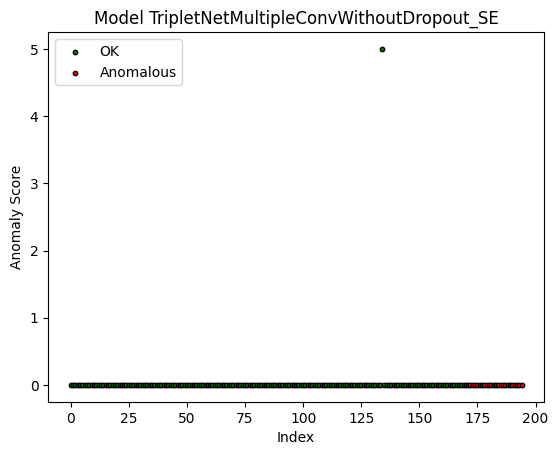 Model TripletNetMultipleConvWithoutDropout_SE
OK
Anomalous
Anomaly Score
5
4
3
2
1
0
0 25 50 75 100 125 150 175 200
Index